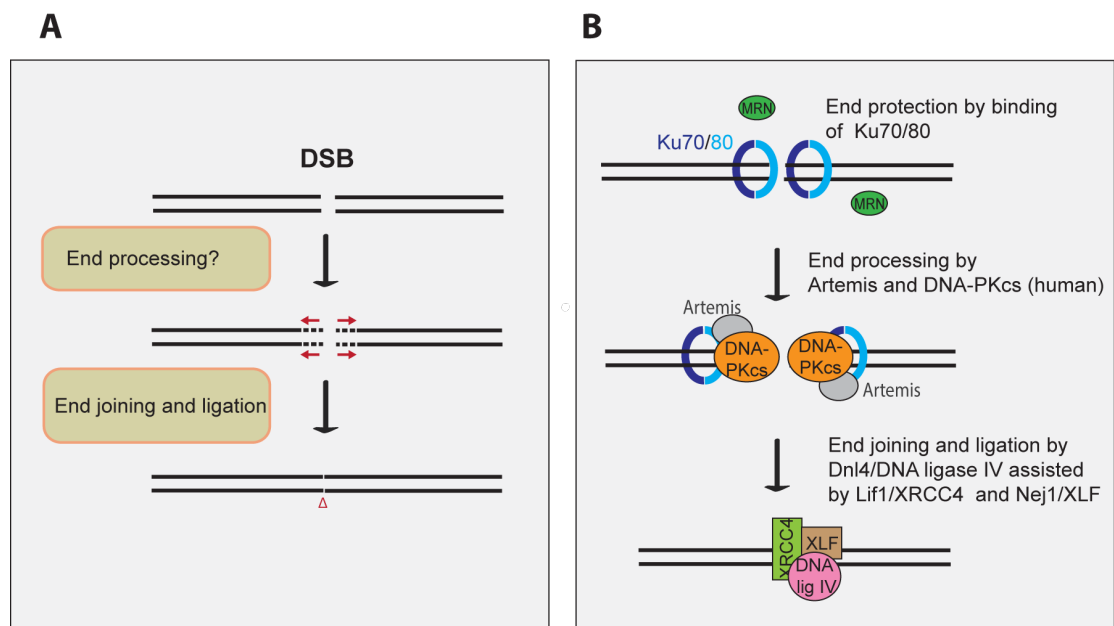 A
DSB
End processing?
End joining and ligation
Δ
B
MRN
End protection by binding
of Ku70/80
Ku70/80
MRN
End processing by
Artemis and DNA-PKcs (human)
Artemis
DNA-
PKcs
DNA-
PKcs
Artemis
End joining and ligation by
Dnl4/DNA ligase IV assisted
by Lif1/XRCC4 and Nej1/XLF
XRCC4
XLF
DNA
lig IV